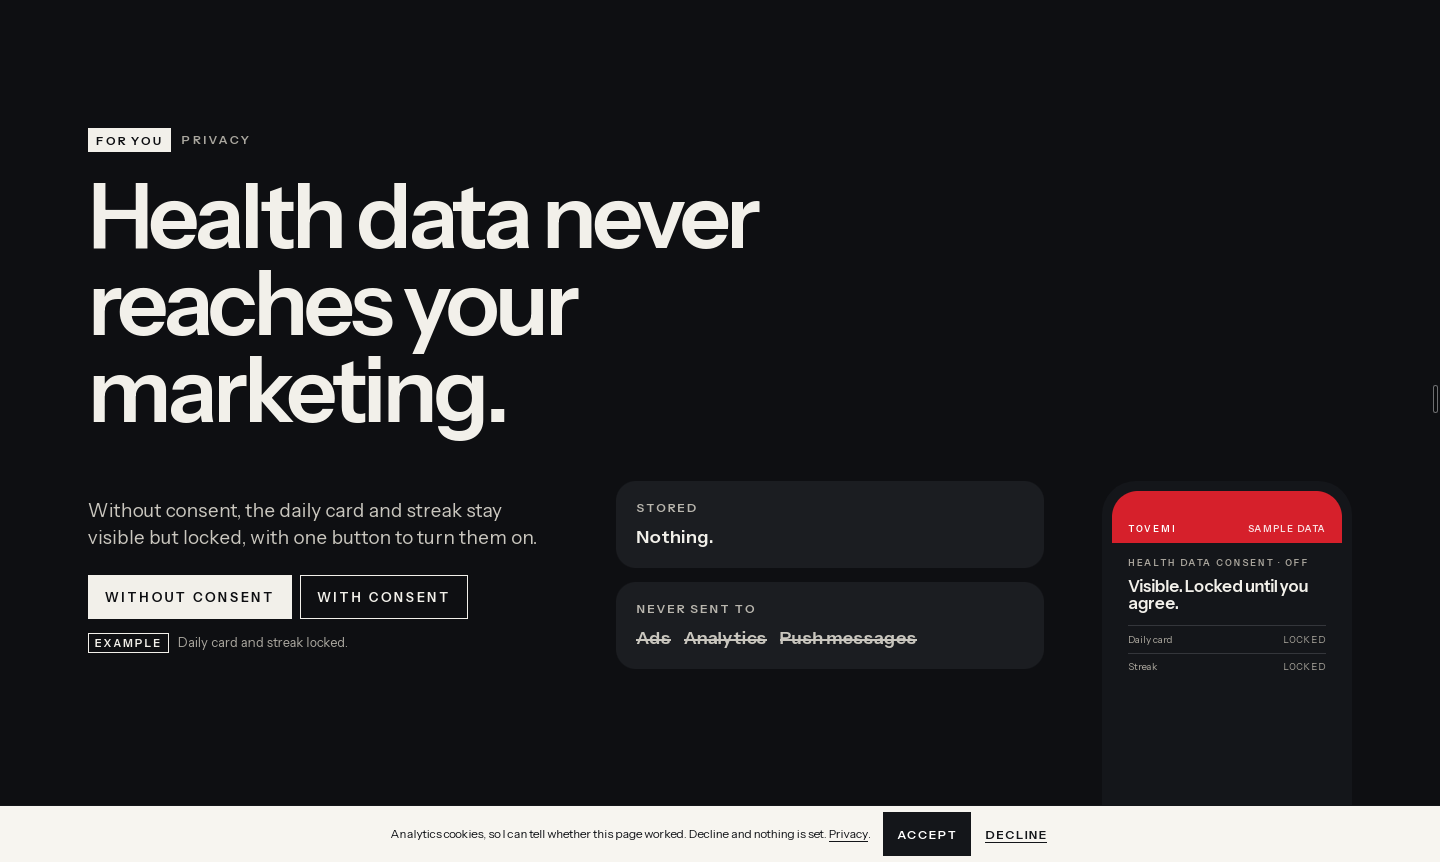 FOR YOU PRIVACY
Health data never
reaches your
marketing.
Without consent, the daily card and streak stay
visible but locked, with one button to turn them on.
WITHOUT CONSENT WITH CONSENT
EXAMPLE Daily card and streak locked.
STORED
Nothing.
NEVER SENT TO
Ads Analytics Push messages
TOVEMI SAMPLE DATA
HEALTH DATA CONSENT · OFF
Visible. Locked until you
agree.
Daily card LOCKED
Streak LOCKED
Analytics cookies, so I can tell whether this page worked. Decline and nothing is set. Privacy. ACCEPT DECLINE